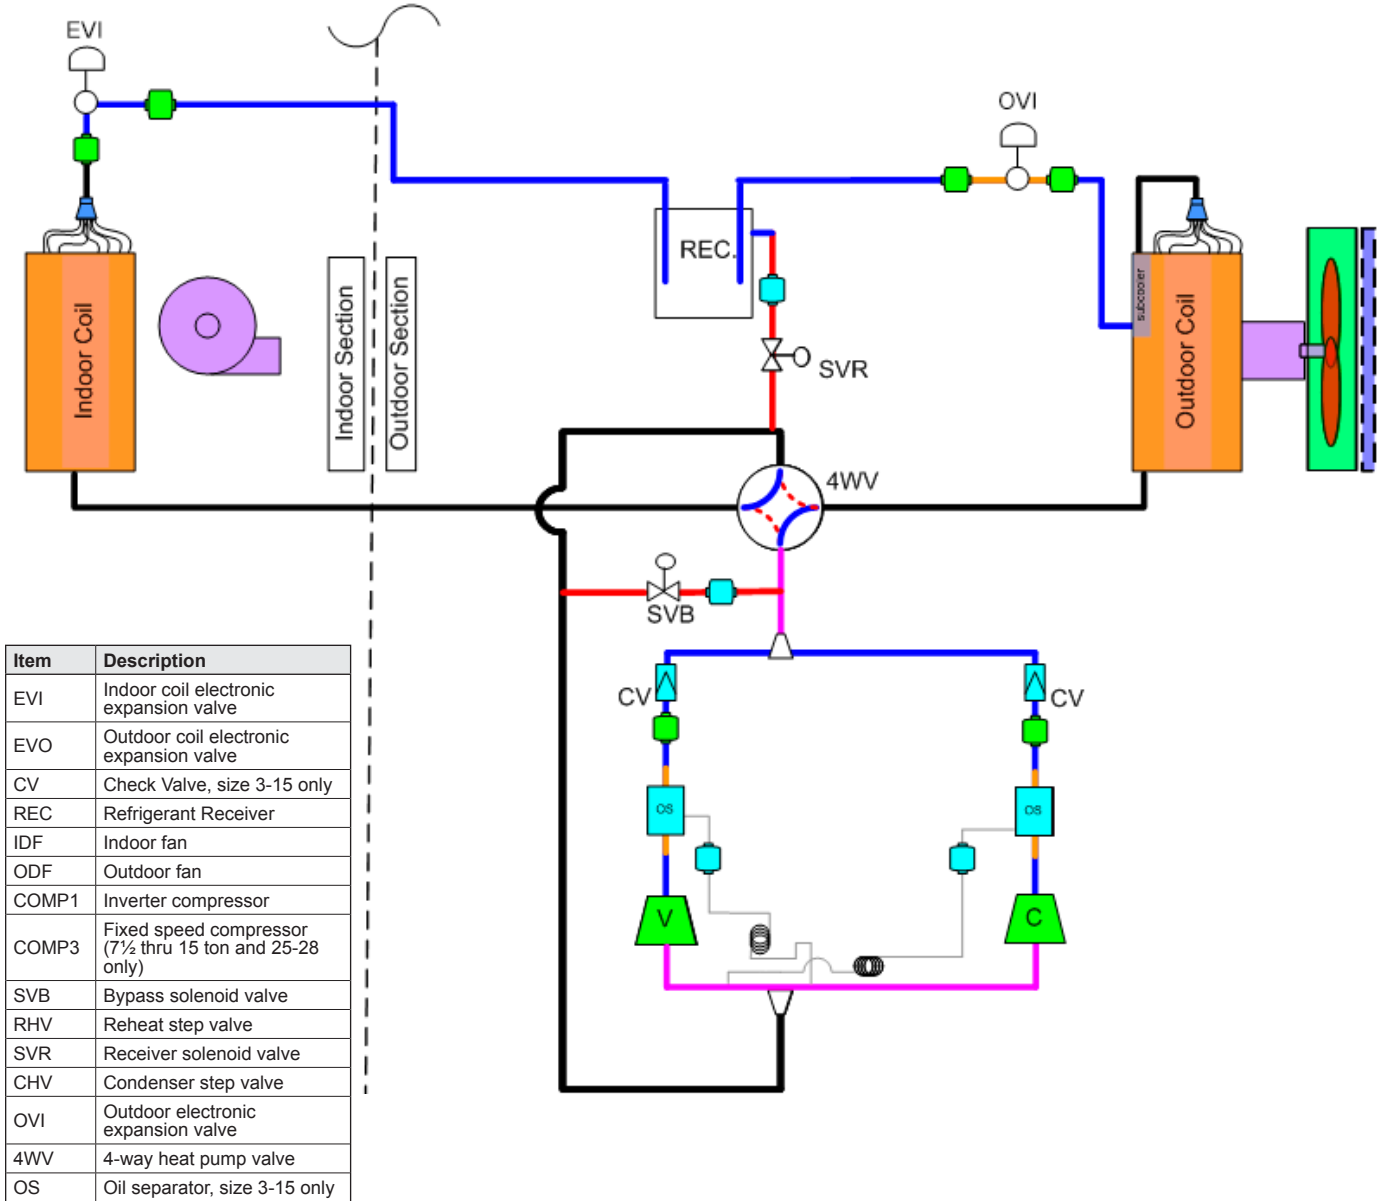 EVI
OVI
REC.
subcooler
Indoor Coil
Indoor Section
Outdoor Section
SVR
Outdoor Coil
4WV
SVB
CV
CV
OS
OS
V
C
Item Description
EVI Indoor coil electronic
expansion valve
EVO Outdoor coil electronic
expansion valve
CV Check Valve, size 3-15 only
REC Refrigerant Receiver
IDF Indoor fan
ODF Outdoor fan
COMP1 Inverter compressor
COMP3 Fixed speed compressor
(7½ thru 15 ton and 25-28
only)
SVB Bypass solenoid valve
RHV Reheat step valve
SVR Receiver solenoid valve
CHV Condenser step valve
OVI Outdoor electronic
expansion valve
4WV 4-way heat pump valve
OS Oil separator, size 3-15 only